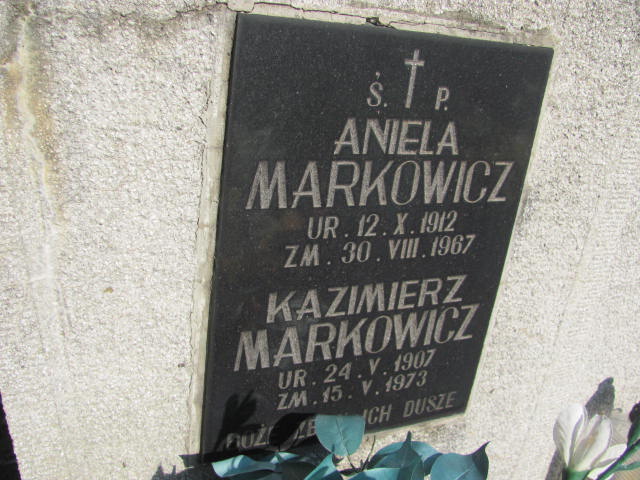 Ś. P.
ANIELA
MARKOWICZ
UR. 12. X. 1912
ZM. 30. VIII. 1967
KAZIMIERZ
MARKOWICZ
UR. 24. V. 1907
ZM. 15. V. 1973
ICH DUSZE